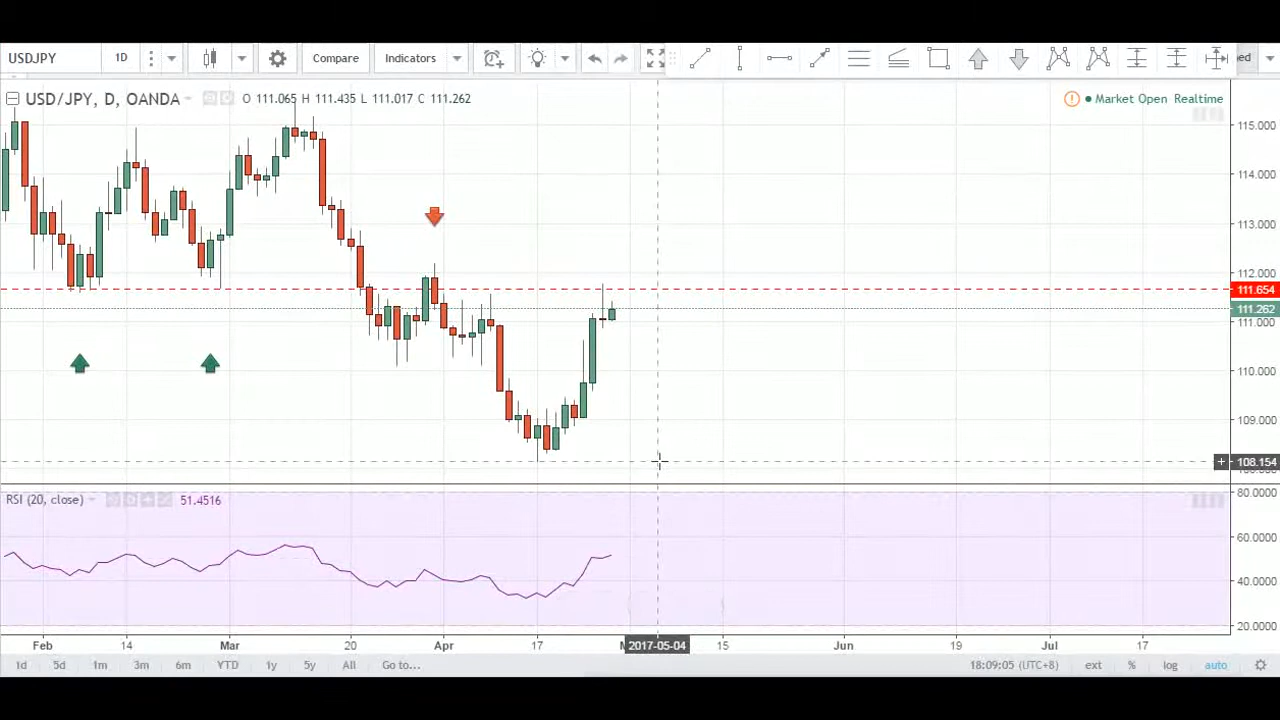 USDJPY 1D Compare Indicators ed
USD/JPY, D, OANDA O 111.065 H 111.435 L 111.017 C 111.262 Market Open Realtime
115.000
114.000
113.000
112.000
111.654
111.262
111.000
110.000
109.000
108.154
RSI (20, close) 51.4516
80.0000
60.0000
40.0000
20.0000
Feb 14 Mar 20 Apr 17 2017-05-04 15 Jun 19 Jul 17
1d 5d 1m 3m 6m YTD 1y 5y All Go to... 18:09:05 (UTC+8) ext % log auto